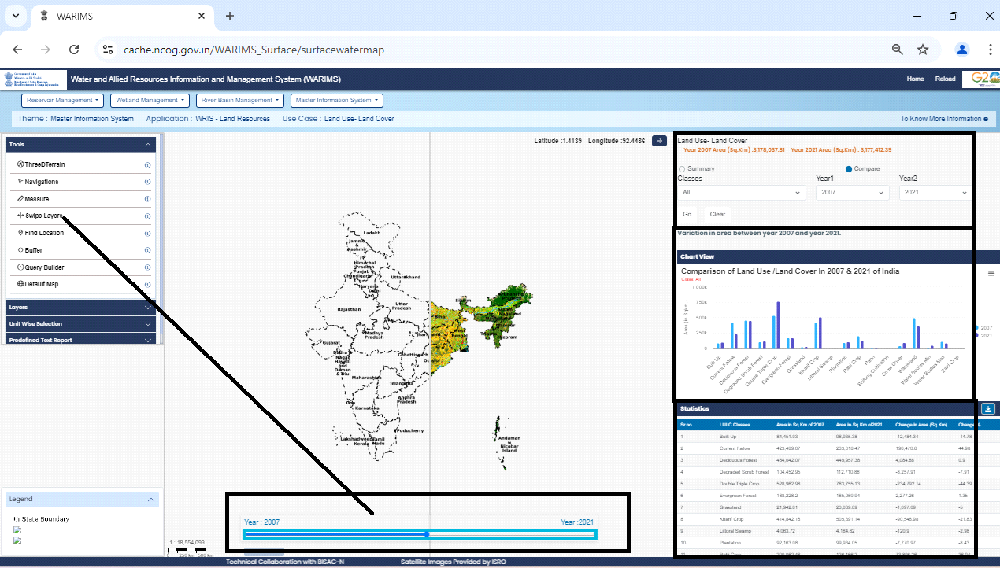 WARIMS
cache.ncog.gov.in/WARIMS_Surface/surfacewatermap
Water and Allied Resources Information and Management System (WARIMS)
Home Reload G20
Reservoir Management Wetland Management River Basin Management Master Information System
Theme : Master Information System Application : WRIS - Land Resources Use Case : Land Use- Land Cover To Know More Information
Tools
ThreeDTerrain
Navigations
Measure
Swipe Layers
Find Location
Buffer
Query Builder
Default Map
Layers
Unit Wise Selection
Predefined Text Report
Legend
State Boundary
Latitude :1.4139 Longitude :92.4486
Ladakh
Jammu & Kashmir
Himachal Pradesh
Punjab
Chandigarh
Uttarakhand
Haryana
Delhi
Rajasthan
Uttar Pradesh
Bihar
Gujarat
Madhya Pradesh
West Bengal
Chhattisgarh
Odisha
Maharashtra
Telangana
Goa
Andhra Pradesh
Karnataka
Puducherry
Lakshadweep
Tamil Nadu
Kerala
Andaman & Nicobar Island
Year : 2007 Year :2021
1 : 18,554,099
0 250 km 500 km
Technical Collaboration with BISAG-N Satellite Images Provided by ISRO
Land Use- Land Cover
Year 2007 Area (Sq.Km) :3,178,037.81 Year 2021 Area (Sq.Km) : 3,177,412.39
Summary Compare
Classes Year1 Year2
All 2007 2021
Go Clear
Variation in area between year 2007 and year 2021.
Chart View
Comparison of Land Use /Land Cover In 2007 & 2021 of India
Class: All
Area (In Sq.km.)
1 000k
750k
500k
250k
0
Built Up
Current Fallow
Deciduous Forest
Degraded Scrub Forest
Double Triple Crop
Evergreen Forest
Grassland
Kharif Crop
Littoral Swamp
Plantation
Rabi Crop
Rann
Shifting Cultivation
Snow Cover
Wasteland
Water Bodies Min
Water Bodies Max
Zaid Crop
2007
2021
Statistics
Sr.no. LULC Classes Area in Sq.Km of 2007 Area in Sq.Km of2021 Change in Area (Sq.Km)
1 Built Up 84,451.03 96,935.38 -12,484.34 -14.78
2 Current Fallow 423,489.07 233,018.47 190,470.6 44.98
3 Deciduous Forest 454,042.07 449,957.38 4,084.68 0.9
4 Degraded Scrub Forest 104,452.95 112,710.86 -8,257.91 -7.91
5 Double Triple Crop 528,962.98 763,755.13 -234,792.14 -44.39
6 Evergreen Forest 168,228.2 165,950.94 2,277.26 1.35
7 Grassland 21,942.81 23,039.89 -1,097.09 -5
8 Kharif Crop 414,842.16 505,391.14 -90,548.98 -21.83
9 Littoral Swamp 4,063.72 4,184.62 -120.9 -2.98
10 Plantation 92,163.08 99,934.05 -7,770.97 -8.43